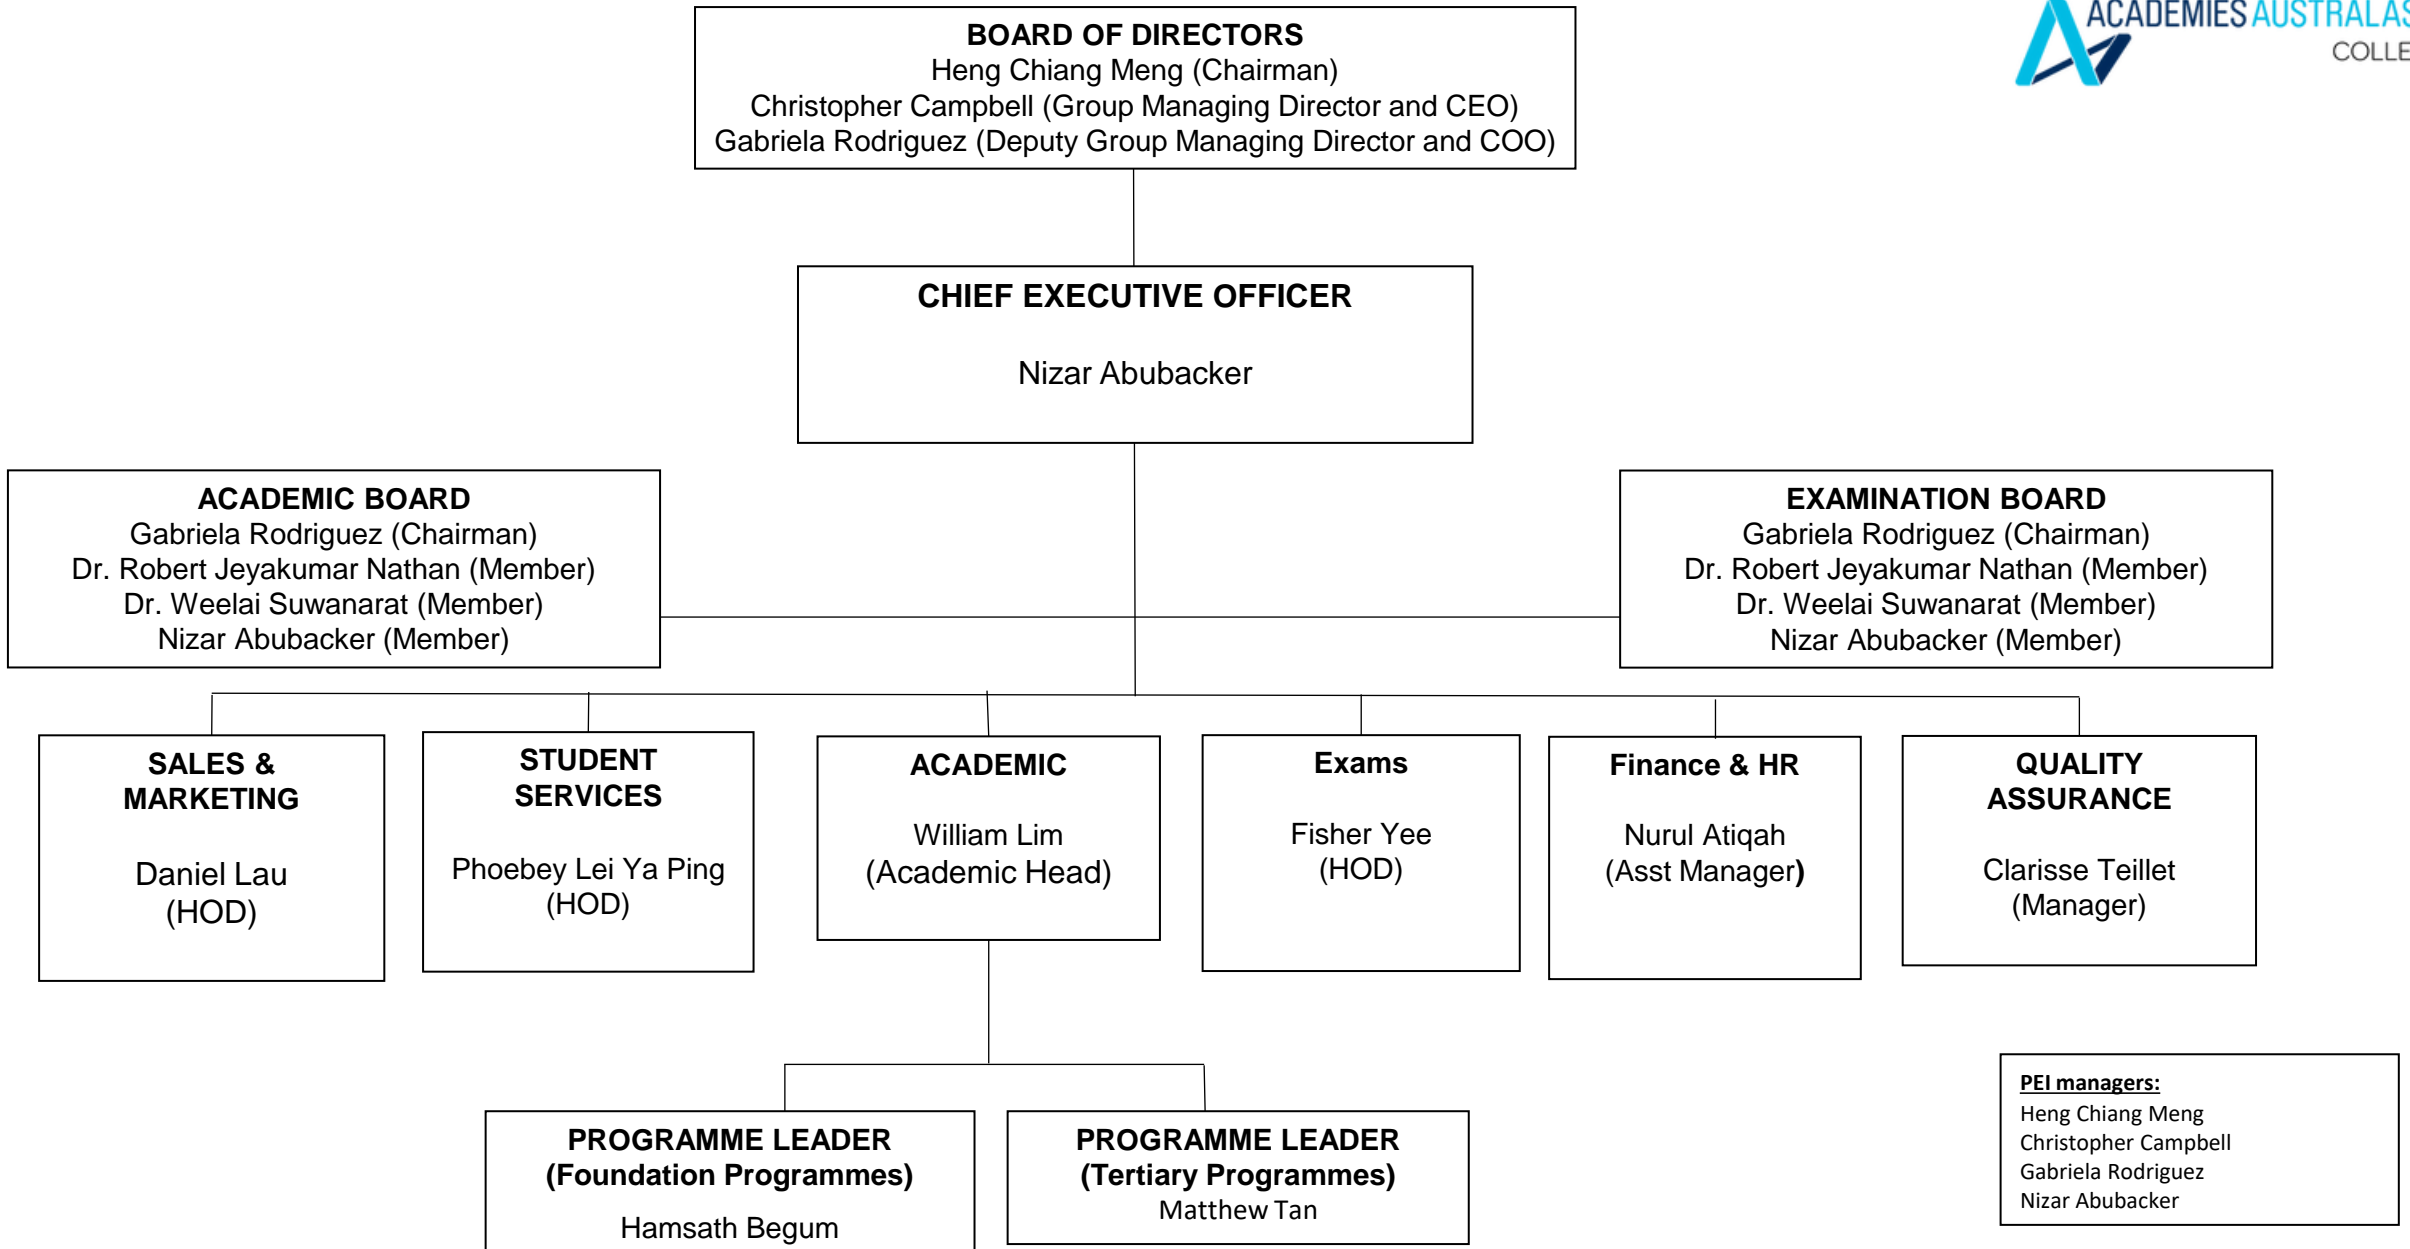 ACADEMIES AUSTRALAS
COLLE
BOARD OF DIRECTORS
Heng Chiang Meng (Chairman)
Christopher Campbell (Group Managing Director and CEO)
Gabriela Rodriguez (Deputy Group Managing Director and COO)
CHIEF EXECUTIVE OFFICER
Nizar Abubacker
ACADEMIC BOARD
Gabriela Rodriguez (Chairman)
Dr. Robert Jeyakumar Nathan (Member)
Dr. Weelai Suwanarat (Member)
Nizar Abubacker (Member)
EXAMINATION BOARD
Gabriela Rodriguez (Chairman)
Dr. Robert Jeyakumar Nathan (Member)
Dr. Weelai Suwanarat (Member)
Nizar Abubacker (Member)
SALES &
MARKETING
Daniel Lau
(HOD)
STUDENT
SERVICES
Phoebey Lei Ya Ping
(HOD)
ACADEMIC
William Lim
(Academic Head)
Exams
Fisher Yee
(HOD)
Finance & HR
Nurul Atiqah
(Asst Manager)
QUALITY
ASSURANCE
Clarisse Teillet
(Manager)
PROGRAMME LEADER
(Foundation Programmes)
Hamsath Begum
PROGRAMME LEADER
(Tertiary Programmes)
Matthew Tan
PEI managers:
Heng Chiang Meng
Christopher Campbell
Gabriela Rodriguez
Nizar Abubacker